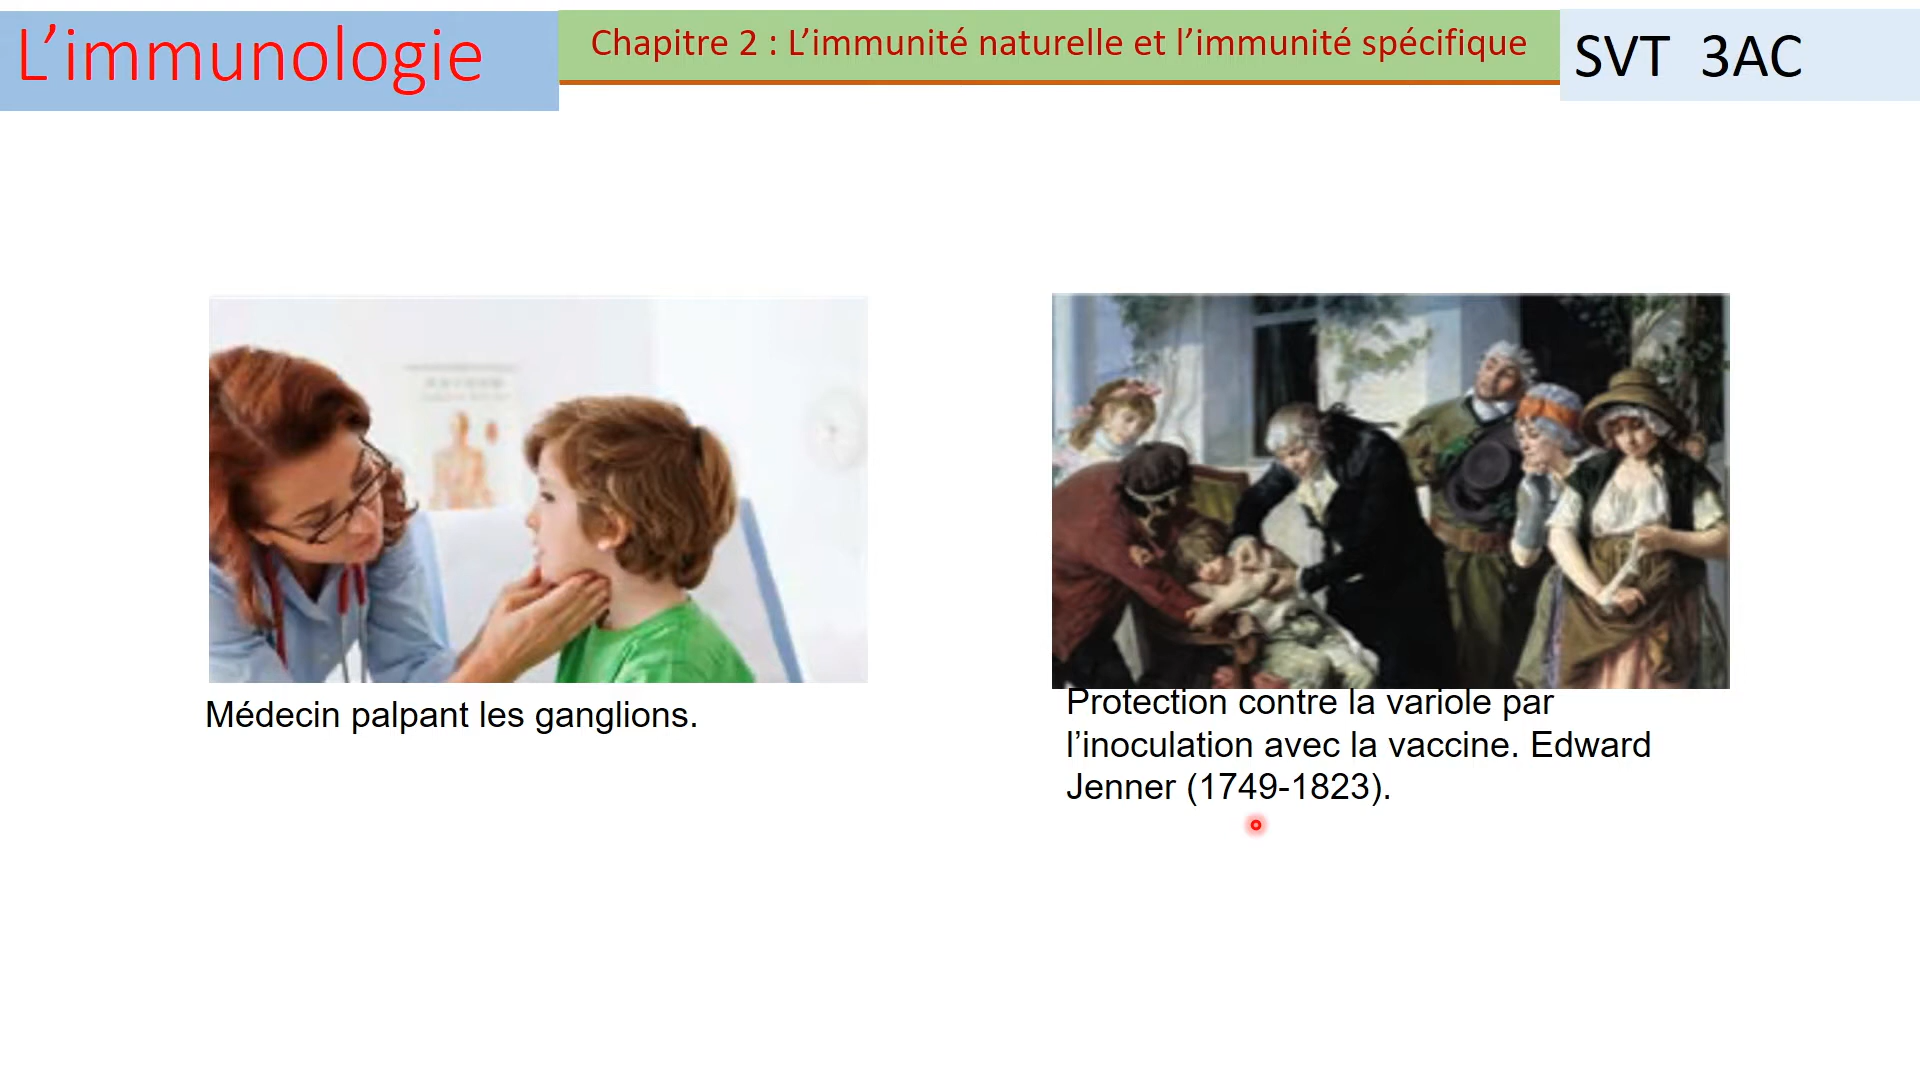 L’immunologie
Chapitre 2 : L’immunité naturelle et l’immunité spécifique
SVT 3AC
Médecin palpant les ganglions.
Protection contre la variole par
l’inoculation avec la vaccine. Edward
Jenner (1749-1823).